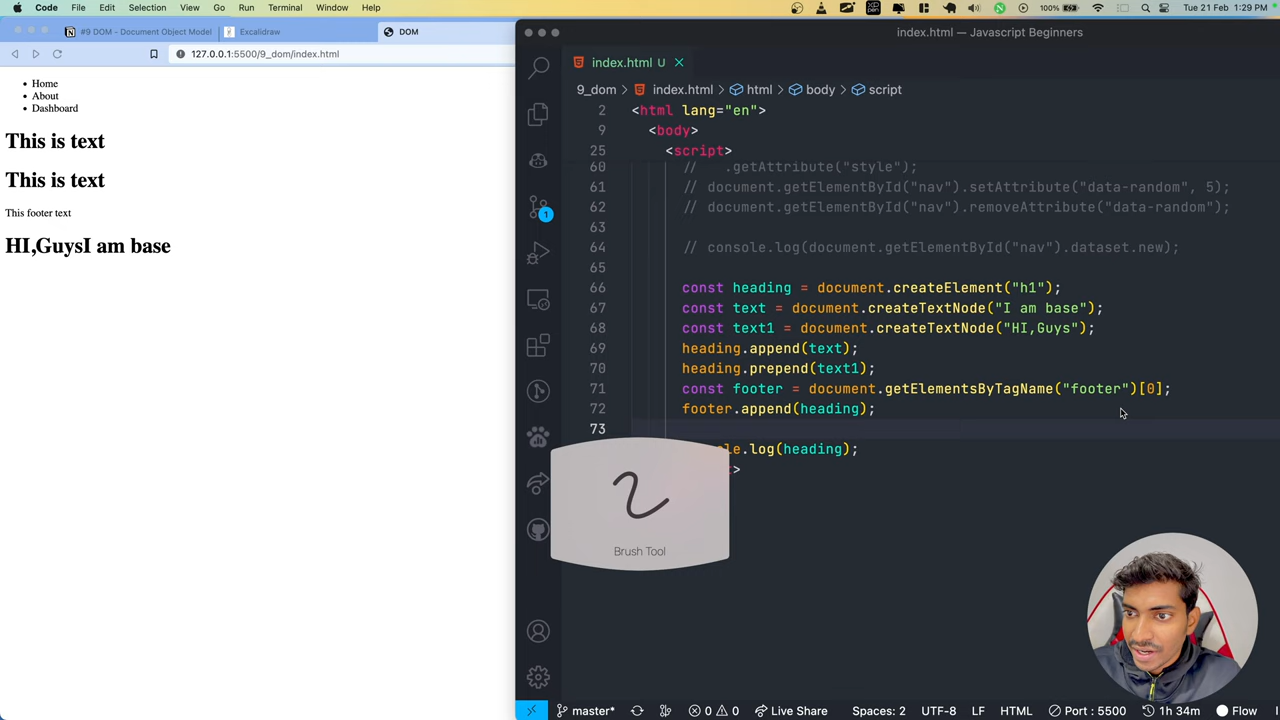 Code File Edit Selection View Go Run Terminal Window Help 100% Tue 21 Feb 1:29 PM
#9 DOM - Document Object Model Excalidraw DOM
127.0.0.1:5500/9_dom/index.html
Home
About
Dashboard
This is text
This is text
This footer text
HI,GuysI am base
index.html — Javascript Beginners
index.html U
9_dom > index.html > html > body > script
2 <html lang="en">
9 <body>
25 <script>
60 // .getAttribute("style");
61 // document.getElementById("nav").setAttribute("data-random", 5);
62 // document.getElementById("nav").removeAttribute("data-random");
63
64 // console.log(document.getElementById("nav").dataset.new);
65
66 const heading = document.createElement("h1");
67 const text = document.createTextNode("I am base");
68 const text1 = document.createTextNode("HI,Guys");
69 heading.append(text);
70 heading.prepend(text1);
71 const footer = document.getElementsByTagName("footer")[0];
72 footer.append(heading);
73
le.log(heading);
>
1
Brush Tool
master* 0 0 Live Share Spaces: 2 UTF-8 LF HTML Port : 5500 1h 34m Flow